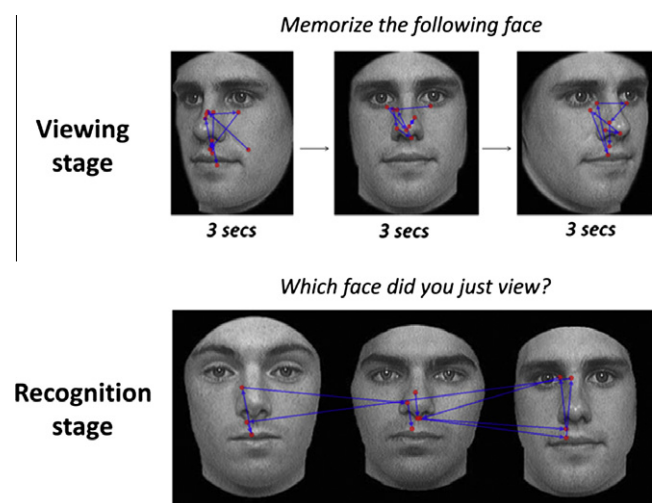 Memorize the following face
Viewing
stage
3 secs
3 secs
3 secs
Which face did you just view?
Recognition
stage